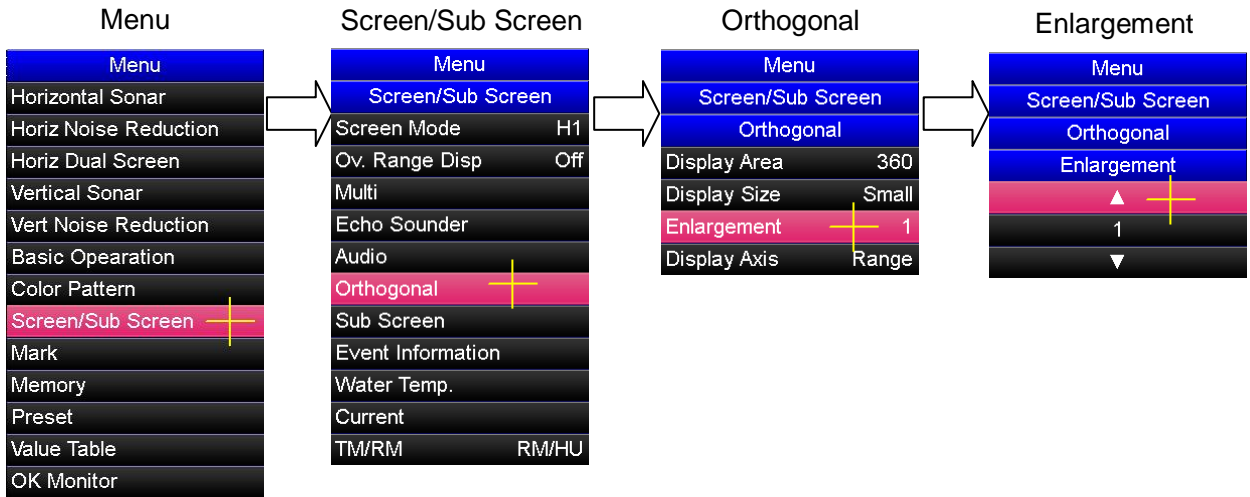 Menu
Menu
Horizontal Sonar
Horiz Noise Reduction
Horiz Dual Screen
Vertical Sonar
Vert Noise Reduction
Basic Opearation
Color Pattern
Screen/Sub Screen
Mark
Memory
Preset
Value Table
OK Monitor
Screen/Sub Screen
Menu
Screen/Sub Screen
Screen Mode H1
Ov. Range Disp Off
Multi
Echo Sounder
Audio
Orthogonal
Sub Screen
Event Information
Water Temp.
Current
TM/RM RM/HU
Orthogonal
Menu
Screen/Sub Screen
Orthogonal
Display Area 360
Display Size Small
Enlargement 1
Display Axis Range
Enlargement
Menu
Screen/Sub Screen
Orthogonal
Enlargement
▲
1
▼